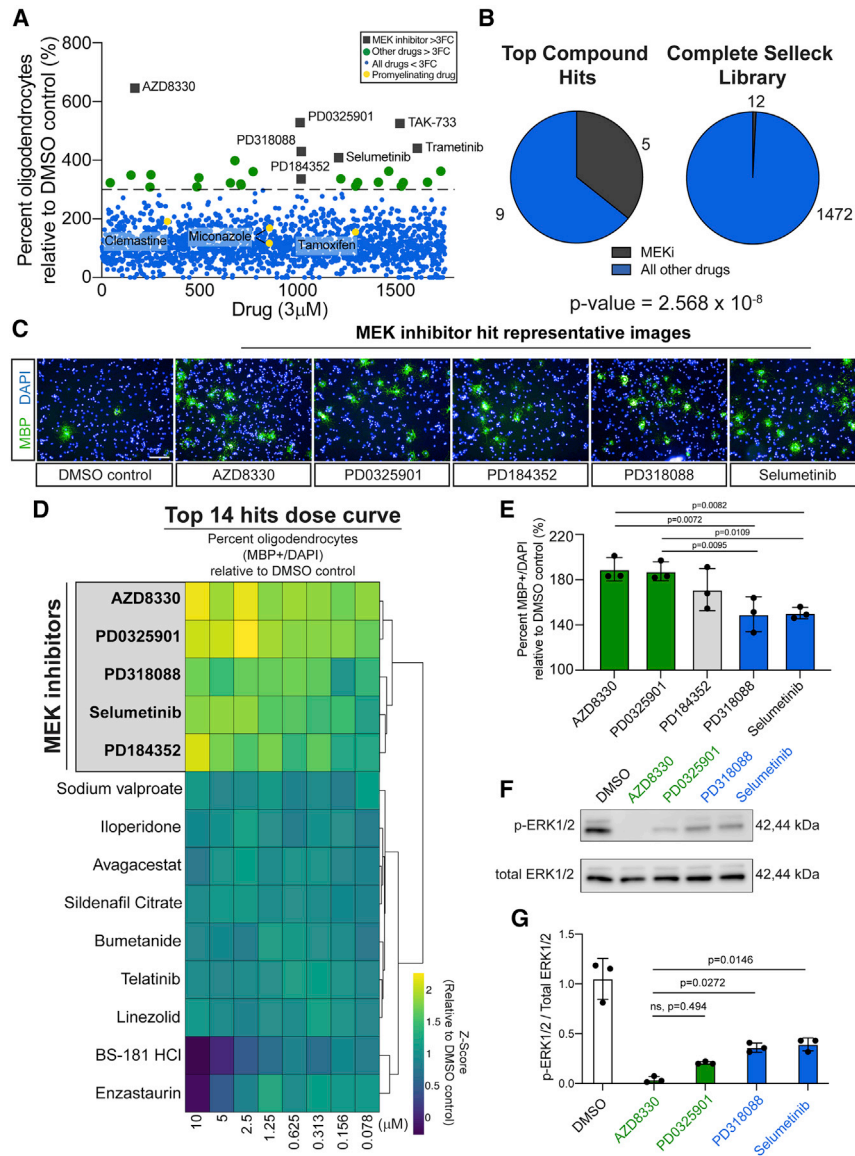 A
Percent oligodendrocytes
relative to DMSO control (%)
800
600
400
200
0
0
500
1000
1500
Drug (3μM)
MEK inhibitor >3FC
Other drugs > 3FC
All drugs < 3FC
Promyelinating drug
AZD8330
PD0325901
TAK-733
PD318088
Trametinib
PD184352
Selumetinib
Clemastine
Miconazole
Tamoxifen
B
Top Compound
Hits
Complete Selleck
Library
5
9
12
1472
MEKi
All other drugs
p-value = 2.568 x 10-8
C
MEK inhibitor hit representative images
MBP DAPI
DMSO control
AZD8330
PD0325901
PD184352
PD318088
Selumetinib
D
Top 14 hits dose curve
Percent oligodendrocytes
(MBP+/DAPI)
relative to DMSO control
MEK inhibitors
AZD8330
PD0325901
PD318088
Selumetinib
PD184352
Sodium valproate
Iloperidone
Avagacestat
Sildenafil Citrate
Bumetanide
Telatinib
Linezolid
BS-181 HCl
Enzastaurin
10
5
2.5
1.25
0.625
0.313
0.156
0.078
(μM)
2
1.5
1
0.5
0
Z-Score
(Relative to DMSO control)
E
Percent MBP+/DAPI
relative to DMSO control (%)
220
180
140
100
p=0.0082
p=0.0072
p=0.0109
p=0.0095
AZD8330
PD0325901
PD184352
PD318088
Selumetinib
F
DMSO
AZD8330
PD0325901
PD318088
Selumetinib
p-ERK1/2
42,44 kDa
total ERK1/2
42,44 kDa
G
p-ERK1/2 / Total ERK1/2
1.5
1.0
0.5
0.0
p=0.0146
p=0.0272
ns, p=0.494
DMSO
AZD8330
PD0325901
PD318088
Selumetinib